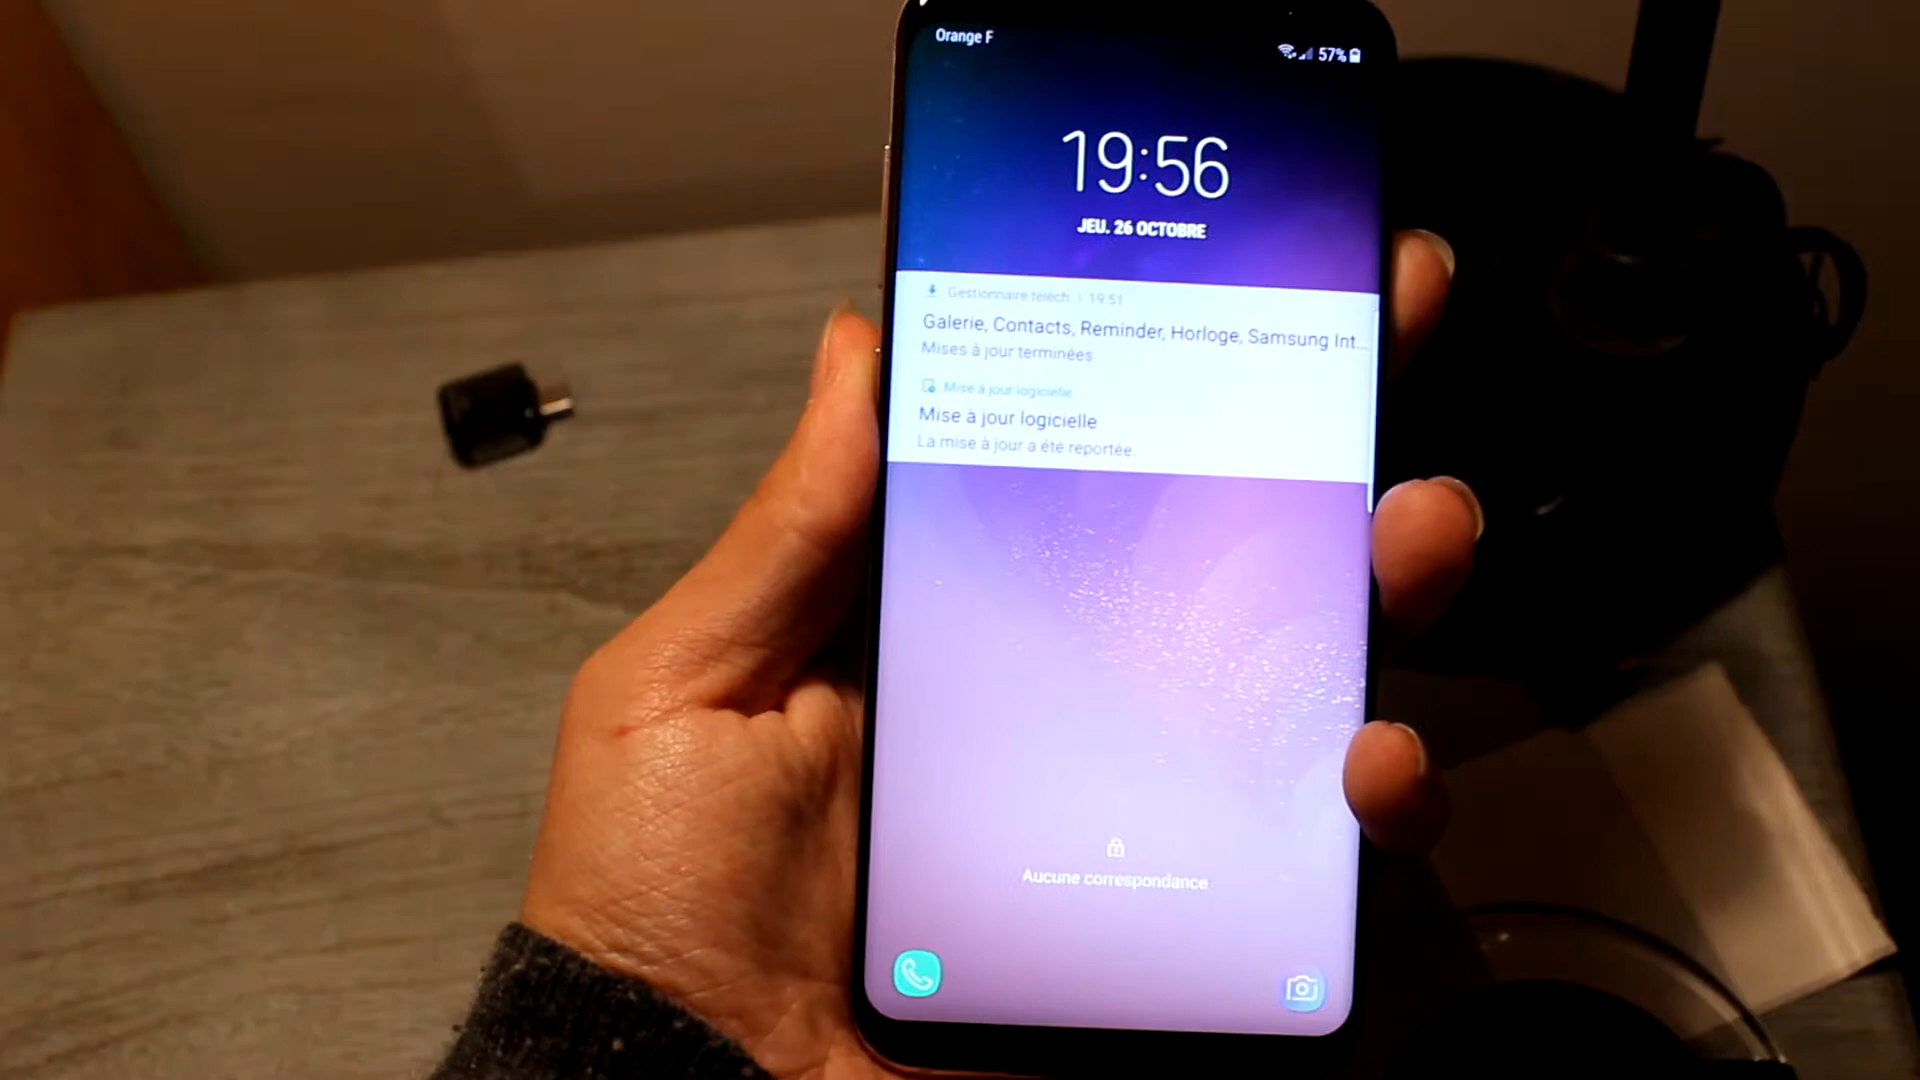 Orange F
57%
19:56
JEU. 26 OCTOBRE
Gestionnaire téléch. | 19:51
Galerie, Contacts, Reminder, Horloge, Samsung Int...
Mises à jour terminées
Mise à jour logicielle
Mise à jour logicielle
La mise à jour a été reportée.
Aucune correspondance